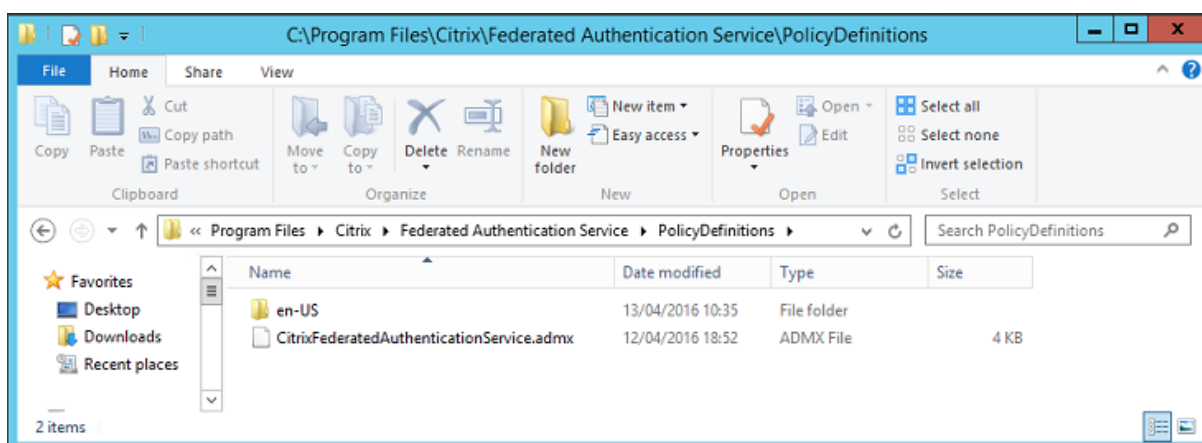 C:\Program Files\Citrix\Federated Authentication Service\PolicyDefinitions
File Home Share View
Copy
Paste
Cut
Copy path
Paste shortcut
Clipboard
Move to
Copy to
Delete
Rename
Organize
New folder
New item
Easy access
New
Properties
Open
Edit
Open
Select all
Select none
Invert selection
Select
« Program Files Citrix Federated Authentication Service PolicyDefinitions
Search PolicyDefinitions
Favorites
Desktop
Downloads
Recent places
Name Date modified Type Size
en-US 13/04/2016 10:35 File folder
CitrixFederatedAuthenticationService.admx 12/04/2016 18:52 ADMX File 4 KB
2 items